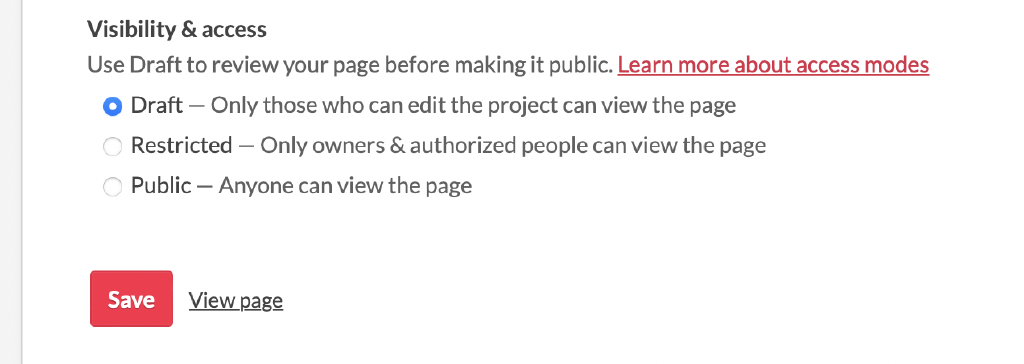 Visibility & access
Use Draft to review your page before making it public. Learn more about access modes
Draft — Only those who can edit the project can view the page
Restricted — Only owners & authorized people can view the page
Public — Anyone can view the page
Save View page